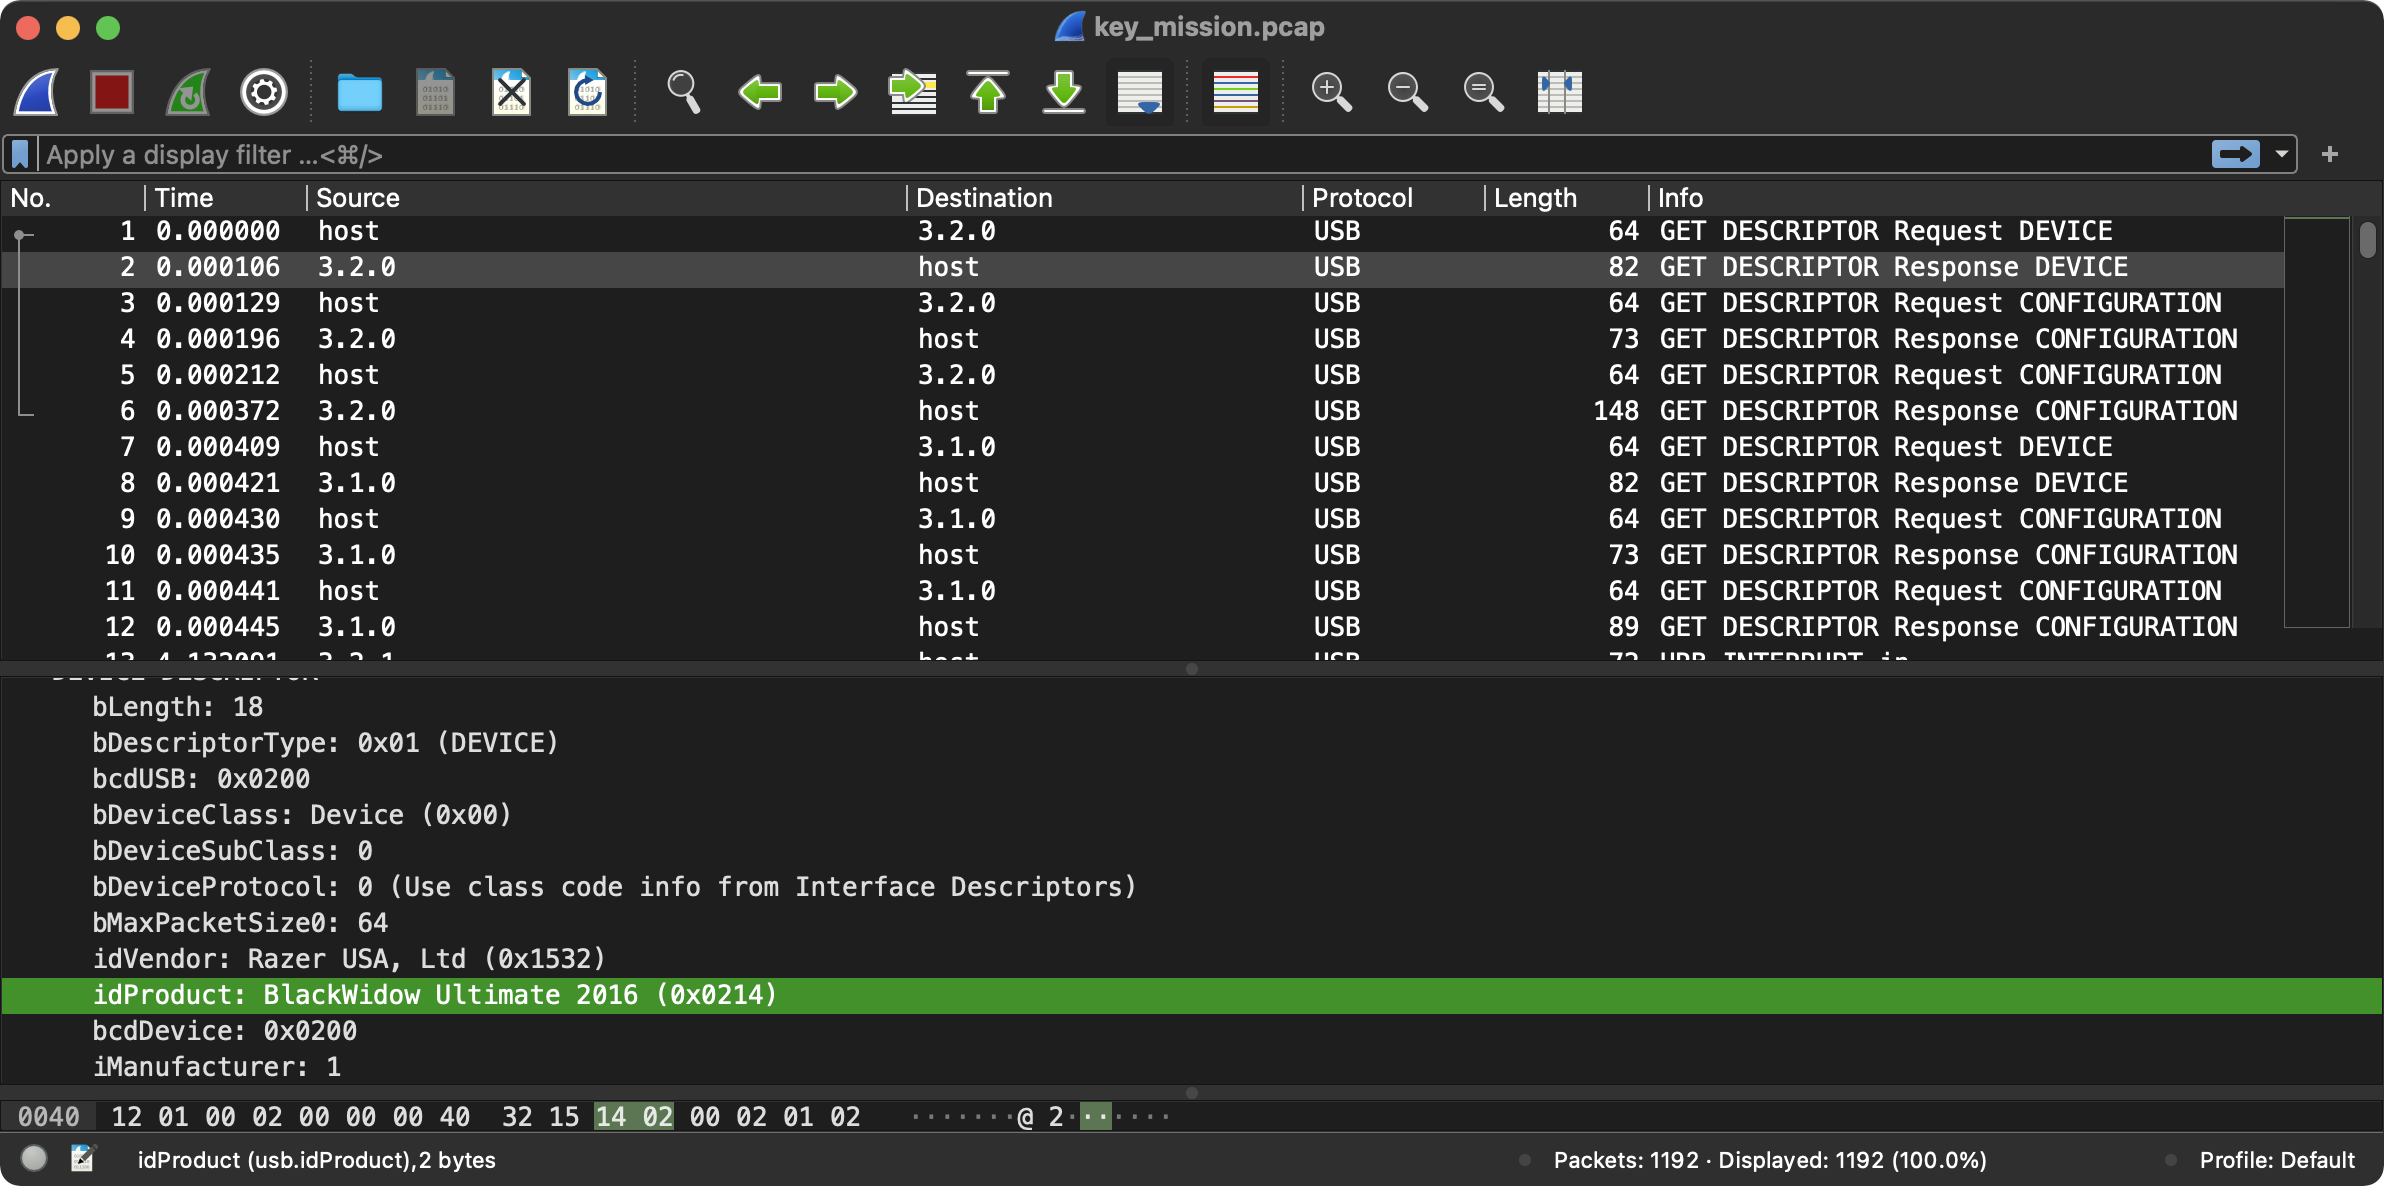 key_mission.pcap
Apply a display filter ...<⌘/>
No. Time Source Destination Protocol Length Info
1 0.000000 host 3.2.0 USB 64 GET DESCRIPTOR Request DEVICE
2 0.000106 3.2.0 host USB 82 GET DESCRIPTOR Response DEVICE
3 0.000129 host 3.2.0 USB 64 GET DESCRIPTOR Request CONFIGURATION
4 0.000196 3.2.0 host USB 73 GET DESCRIPTOR Response CONFIGURATION
5 0.000212 host 3.2.0 USB 64 GET DESCRIPTOR Request CONFIGURATION
6 0.000372 3.2.0 host USB 148 GET DESCRIPTOR Response CONFIGURATION
7 0.000409 host 3.1.0 USB 64 GET DESCRIPTOR Request DEVICE
8 0.000421 3.1.0 host USB 82 GET DESCRIPTOR Response DEVICE
9 0.000430 host 3.1.0 USB 64 GET DESCRIPTOR Request CONFIGURATION
10 0.000435 3.1.0 host USB 73 GET DESCRIPTOR Response CONFIGURATION
11 0.000441 host 3.1.0 USB 64 GET DESCRIPTOR Request CONFIGURATION
12 0.000445 3.1.0 host USB 89 GET DESCRIPTOR Response CONFIGURATION
DEVICE DESCRIPTOR
bLength: 18
bDescriptorType: 0x01 (DEVICE)
bcdUSB: 0x0200
bDeviceClass: Device (0x00)
bDeviceSubClass: 0
bDeviceProtocol: 0 (Use class code info from Interface Descriptors)
bMaxPacketSize0: 64
idVendor: Razer USA, Ltd (0x1532)
idProduct: BlackWidow Ultimate 2016 (0x0214)
bcdDevice: 0x0200
iManufacturer: 1
0040 12 01 00 02 00 00 00 40 32 15 14 02 00 02 01 02 ·······@ 2·······
idProduct (usb.idProduct), 2 bytes
Packets: 1192 · Displayed: 1192 (100.0%)
Profile: Default